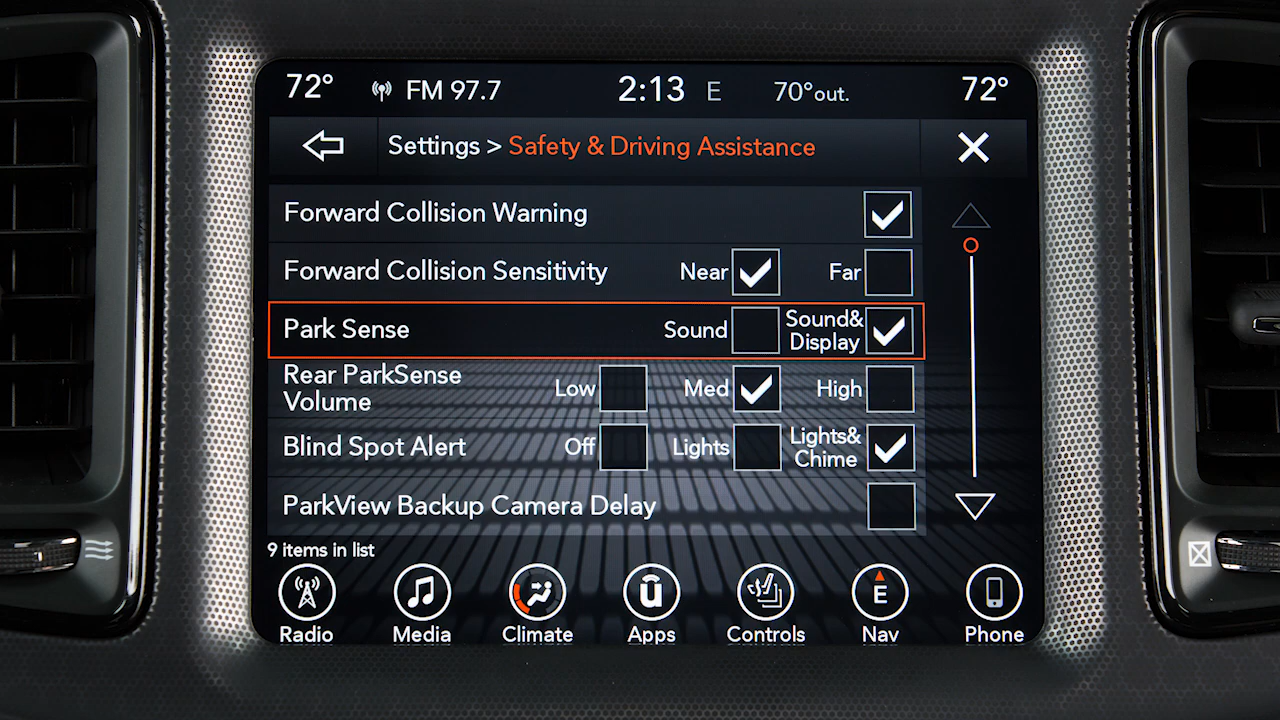 72° FM 97.7 2:13 E 70°out. 72°
Settings > Safety & Driving Assistance
Forward Collision Warning
Forward Collision Sensitivity Near Far
Park Sense Sound Sound&
Display
Rear ParkSense
Volume Low Med High
Blind Spot Alert Off Lights Lights&
Chime
ParkView Backup Camera Delay
9 items in list
E
Radio Media Climate Apps Controls Nav Phone